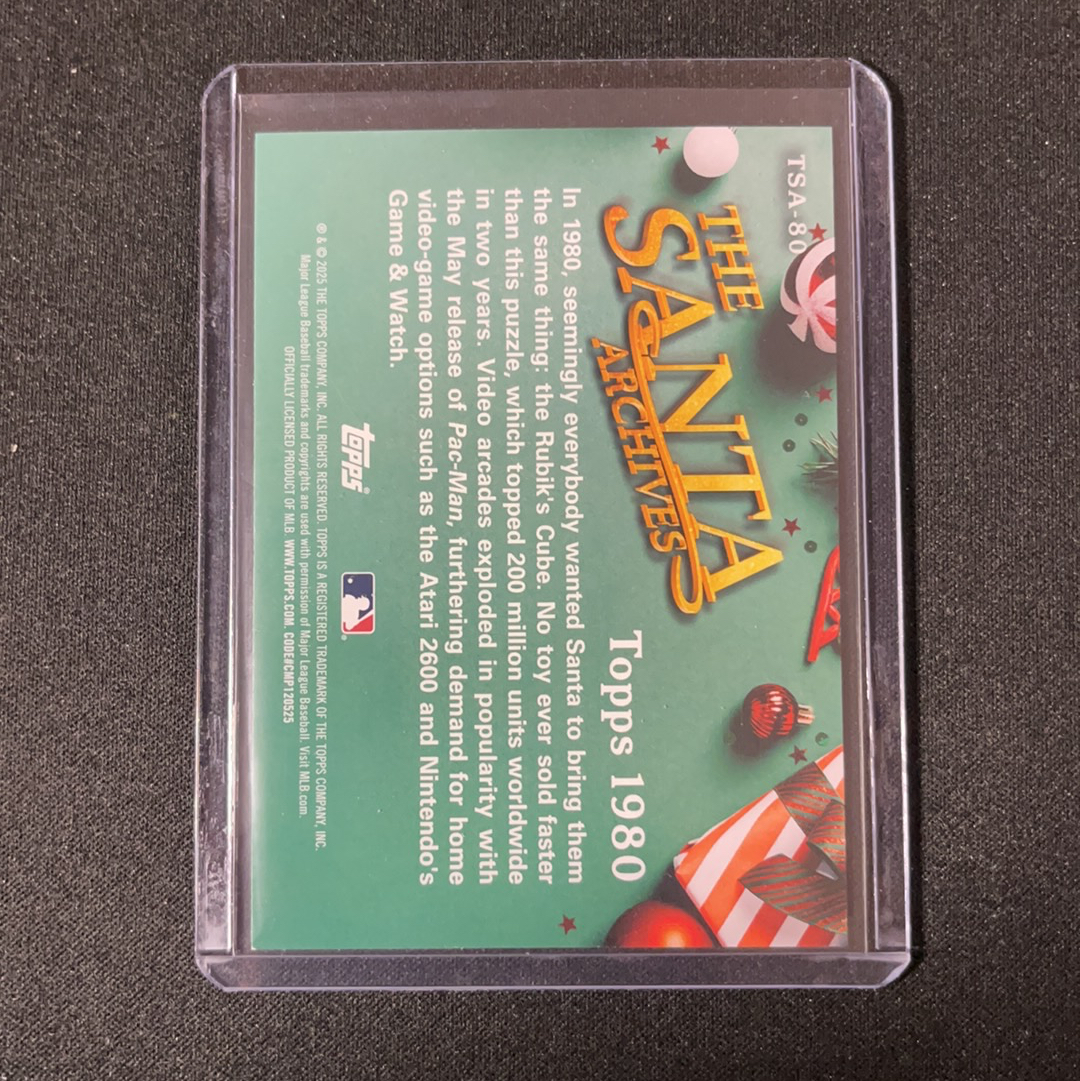 TSA-80
THE
SANTA
ARCHIVES
Topps 1980
In 1980, seemingly everybody wanted Santa to bring them
the same thing: the Rubik's Cube. No toy ever sold faster
than this puzzle, which topped 200 million units worldwide
in two years. Video arcades exploded in popularity with
the May release of Pac-Man, furthering demand for home
video-game options such as the Atari 2600 and Nintendo's
Game & Watch.
topps®
® & © 2025 THE TOPPS COMPANY, INC. ALL RIGHTS RESERVED. TOPPS IS A REGISTERED TRADEMARK OF THE TOPPS COMPANY, INC.
Major League Baseball trademarks and copyrights are used with permission of Major League Baseball. Visit MLB.com.
OFFICIALLY LICENSED PRODUCT OF MLB. WWW.TOPPS.COM. CODE#CMP120525